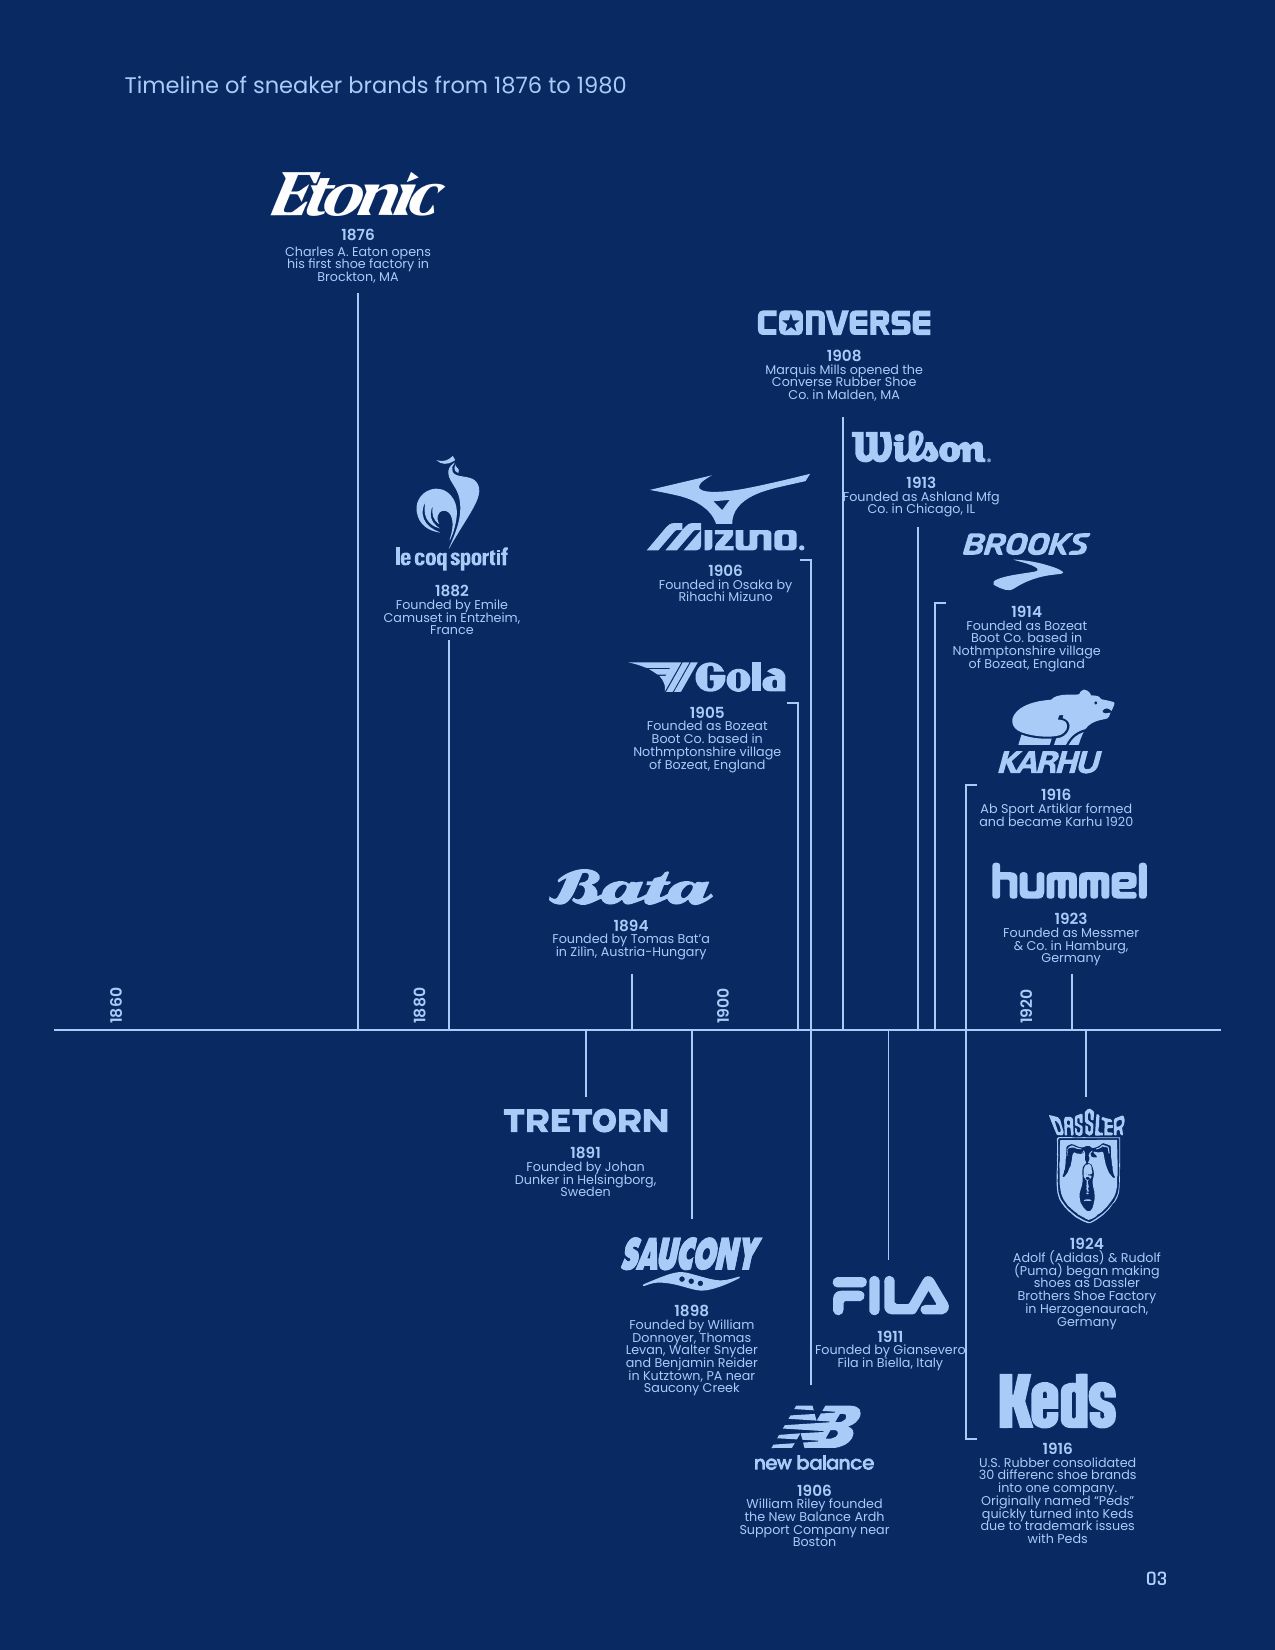 Timeline of sneaker brands from 1876 to 1980
Etonic
1876
Charles A. Eaton opens
his first shoe factory in
Brockton, MA
CONVERSE
1908
Marquis Mills opened the
Converse Rubber Shoe
Co. in Malden, MA
Wilson.
1913
Founded as Ashland Mfg
Co. in Chicago, IL
le coq sportif
1882
Founded by Emile
Camuset in Entzheim,
France
Mizuno.
1906
Founded in Osaka by
Rihachi Mizuno
BROOKS
1914
Founded as Bozeat
Boot Co. based in
Nothmptonshire village
of Bozeat, England
Gola
1905
Founded as Bozeat
Boot Co. based in
Nothmptonshire village
of Bozeat, England
KARHU
1916
Ab Sport Artiklar formed
and became Karhu 1920
Bata
1894
Founded by Tomas Bat’a
in Zilin, Austria-Hungary
hummel
1923
Founded as Messmer
& Co. in Hamburg,
Germany
1860
1880
1900
1920
TRETORN
1891
Founded by Johan
Dunker in Helsingborg,
Sweden
SAUCONY
1898
Founded by William
Donnoyer, Thomas
Levan, Walter Snyder
and Benjamin Reider
in Kutztown, PA near
Saucony Creek
FILA
1911
Founded by Giansevero
Fila in Biella, Italy
DASSLER
1924
Adolf (Adidas) & Rudolf
(Puma) began making
shoes as Dassler
Brothers Shoe Factory
in Herzogenaurach,
Germany
NB
new balance
1906
William Riley founded
the New Balance Ardh
Support Company near
Boston
Keds
1916
U.S. Rubber consolidated
30 differenc shoe brands
into one company.
Originally named “Peds”
quickly turned into Keds
due to trademark issues
with Peds
03